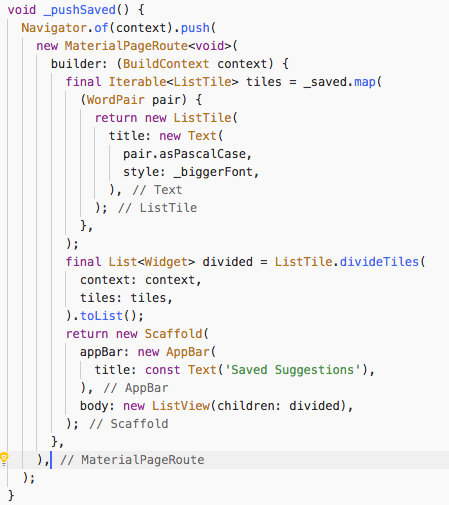 void _pushSaved() {
  Navigator.of(context).push(
    new MaterialPageRoute<void>(
      builder: (BuildContext context) {
        final Iterable<ListTile> tiles = _saved.map(
          (WordPair pair) {
            return new ListTile(
              title: new Text(
                pair.asPascalCase,
                style: _biggerFont,
              ), // Text
            ); // ListTile
          },
        );
        final List<Widget> divided = ListTile.divideTiles(
          context: context,
          tiles: tiles,
        ).toList();
        return new Scaffold(
          appBar: new AppBar(
            title: const Text('Saved Suggestions'),
          ), // AppBar
          body: new ListView(children: divided),
        ); // Scaffold
      },
    ), // MaterialPageRoute
  );
}